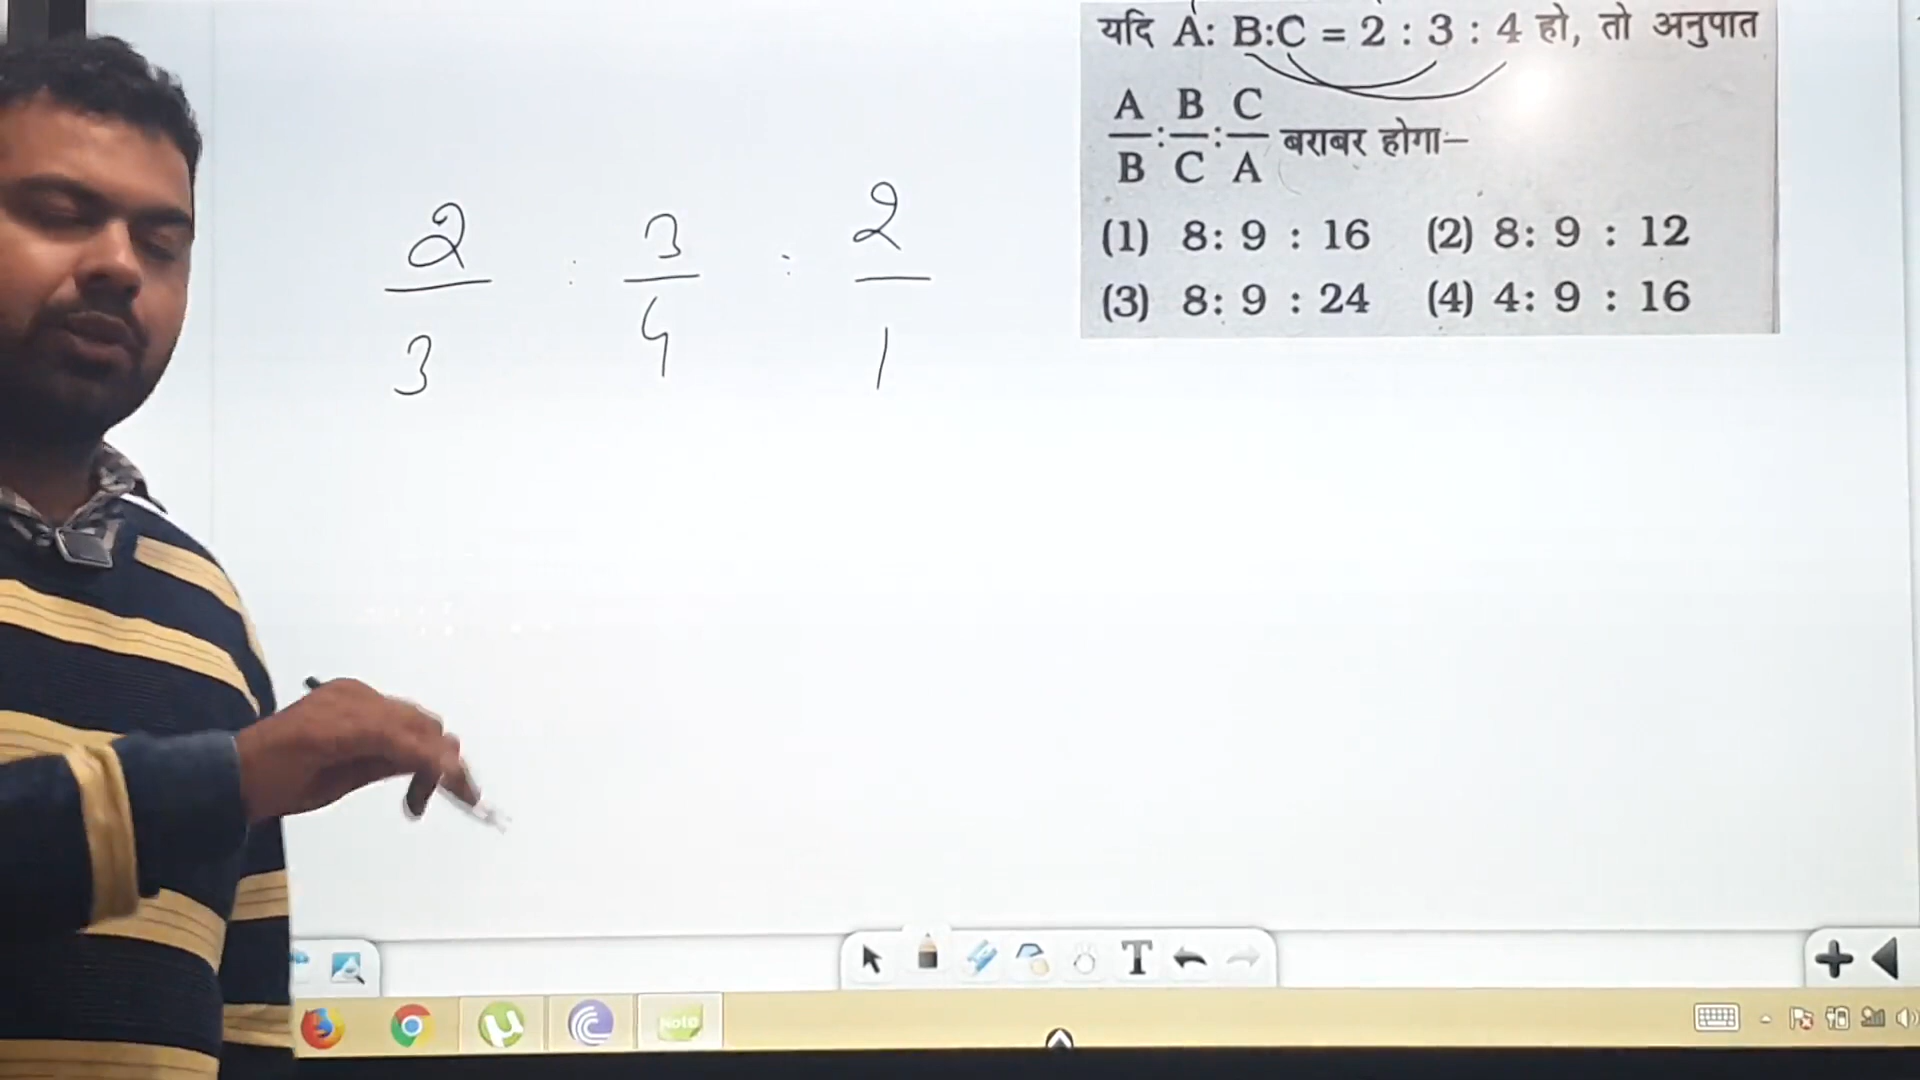 यदि A: B:C = 2 : 3 : 4 हो, तो अनुपात
A/B : B/C : C/A बराबर होगा–
(1) 8: 9 : 16 (2) 8: 9 : 12
(3) 8: 9 : 24 (4) 4: 9 : 16
2/3 : 3/4 : 2/1
T